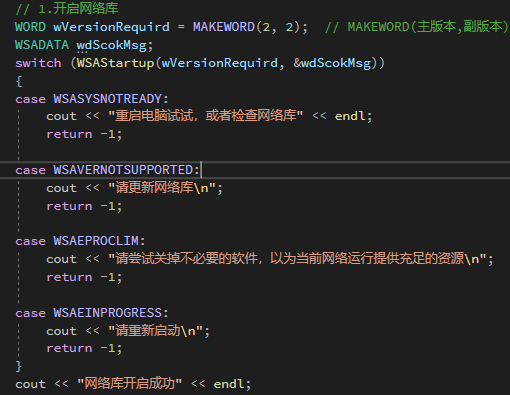 // 1.开启网络库
WORD wVersionRequird = MAKEWORD(2, 2);  // MAKEWORD(主版本,副版本)
WSADATA wdScokMsg;
switch (WSAStartup(wVersionRequird, &wdScokMsg))
{
case WSASYSNOTREADY:
    cout << "重启电脑试试，或者检查网络库" << endl;
    return -1;
case WSAVERNOTSUPPORTED:
    cout << "请更新网络库\n";
    return -1;
case WSAEPROCLIM:
    cout << "请尝试关掉不必要的软件，以为当前网络运行提供充足的资源\n";
    return -1;
case WSAEINPROGRESS:
    cout << "请重新启动\n";
    return -1;
}
cout << "网络库开启成功" << endl;